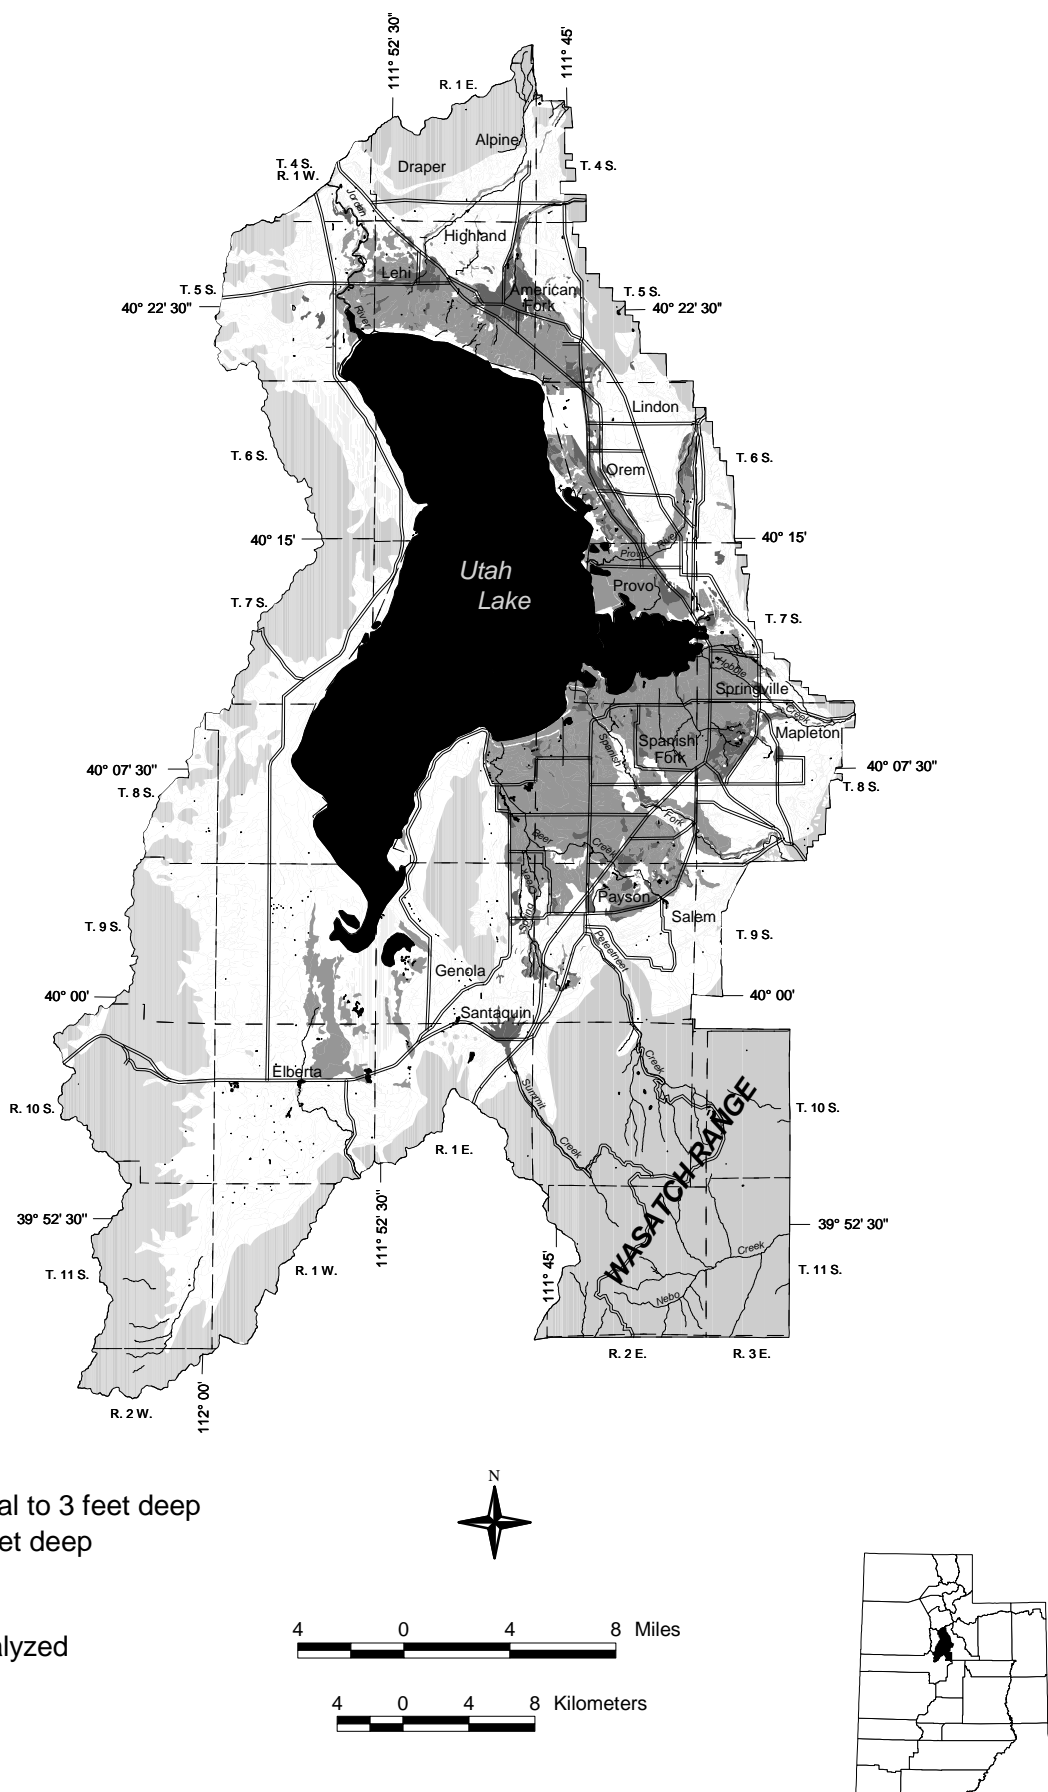 111° 52' 30"
111° 45'
R. 1 E.
Alpine
Draper
T. 4 S.
R. 1 W.
T. 4 S.
Jordan
Highland
Lehi
T. 5 S.
American
Fork
T. 5 S.
40° 22' 30"
40° 22' 30"
River
Lindon
T. 6 S.
Orem
T. 6 S.
40° 15'
40° 15'
Provo River
Utah
Lake
Provo
T. 7 S.
T. 7 S.
Hobble
Springville
Creek
Mapleton
Spanish
Spanish
Fork
40° 07' 30"
40° 07' 30"
T. 8 S.
T. 8 S.
Fork
Beer
Creek
Spring Creek
Payson
Salem
T. 9 S.
T. 9 S.
Peteetneet
Genola
40° 00'
40° 00'
Santaquin
Creek
Elberta
Summit
WASATCH RANGE
R. 10 S.
T. 10 S.
R. 1 E.
Creek
39° 52' 30"
39° 52' 30"
111° 52' 30"
Creek
T. 11 S.
R. 1 W.
111° 45'
Nebo
T. 11 S.
R. 2 E.
R. 3 E.
R. 2 W.
112° 00'
N
al to 3 feet deep
et deep
alyzed
4 0 4 8 Miles
4 0 4 8 Kilometers